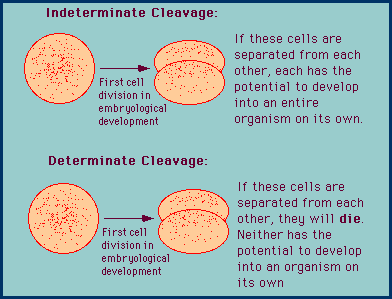 Indeterminate Cleavage:
First cell
division in
embryological
development
If these cells are
separated from each
other, each has the
potential to develop
into an entire
organism on its own.
Determinate Cleavage:
First cell
division in
embryological
development
If these cells are
separated from each
other, they will die.
Neither has the
potential to develop
into an organism on
its own